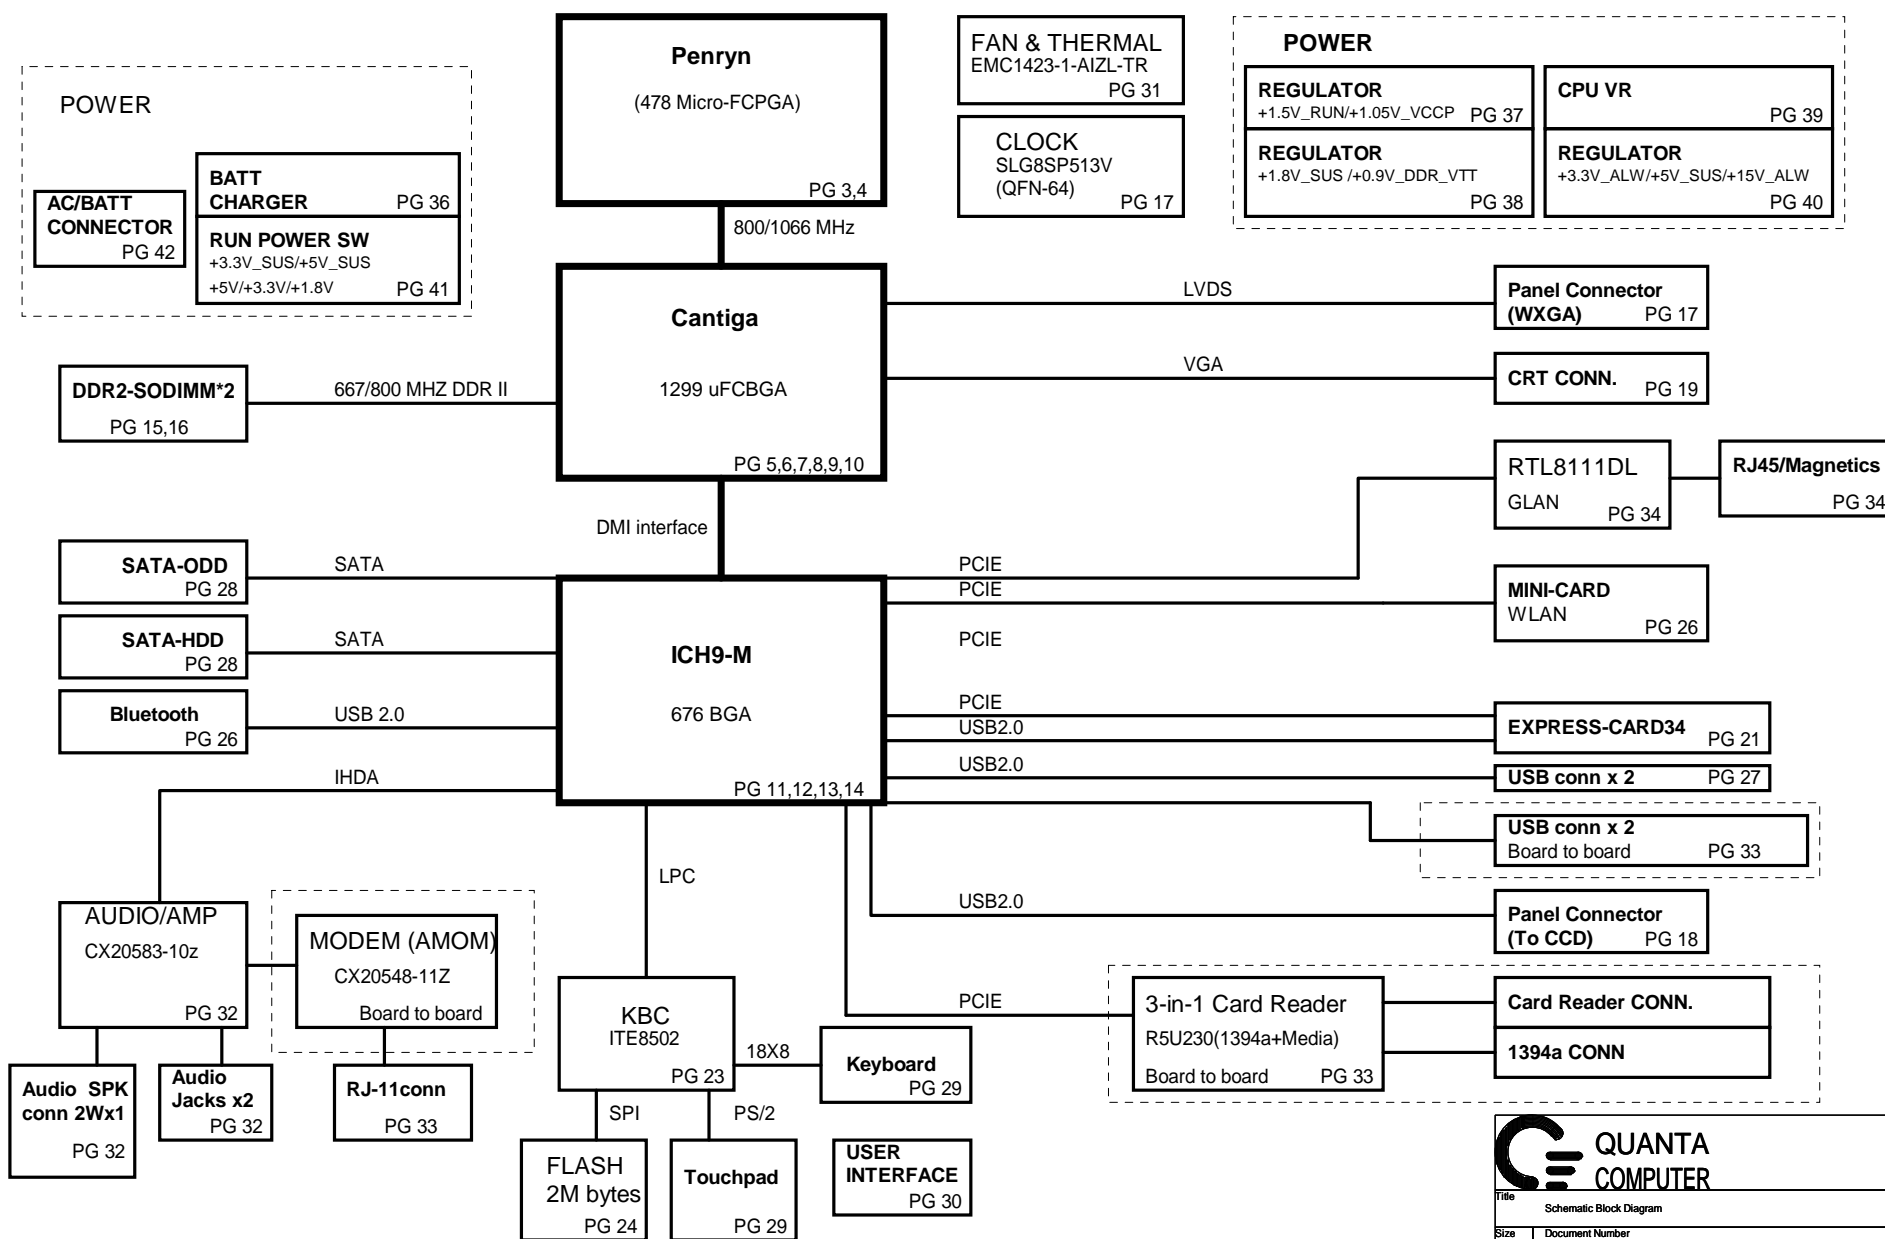 Penryn
(478 Micro-FCPGA)
PG 3,4
FAN & THERMAL
EMC1423-1-AIZL-TR
PG 31
CLOCK
SLG8SP513V
(QFN-64)
PG 17
POWER
REGULATOR
+1.5V_RUN/+1.05V_VCCP PG 37
CPU VR
PG 39
REGULATOR
+1.8V_SUS /+0.9V_DDR_VTT
PG 38
REGULATOR
+3.3V_ALW/+5V_SUS/+15V_ALW
PG 40
POWER
AC/BATT
CONNECTOR
PG 42
BATT
CHARGER PG 36
RUN POWER SW
+3.3V_SUS/+5V_SUS
+5V/+3.3V/+1.8V PG 41
800/1066 MHz
Cantiga
1299 uFCBGA
PG 5,6,7,8,9,10
LVDS
Panel Connector
(WXGA) PG 17
VGA
CRT CONN. PG 19
DDR2-SODIMM*2
PG 15,16
667/800 MHZ DDR II
RTL8111DL
GLAN PG 34
RJ45/Magnetics
PG 34
DMI interface
SATA-ODD
PG 28
SATA
SATA-HDD
PG 28
SATA
Bluetooth
PG 26
USB 2.0
IHDA
ICH9-M
676 BGA
PG 11,12,13,14
PCIE
PCIE
MINI-CARD
WLAN
PG 26
PCIE
PCIE
USB2.0
EXPRESS-CARD34 PG 21
USB2.0
USB conn x 2 PG 27
USB conn x 2
Board to board PG 33
LPC
USB2.0
Panel Connector
(To CCD) PG 18
AUDIO/AMP
CX20583-10z
PG 32
MODEM (AMOM)
CX20548-11Z
Board to board
KBC
ITE8502
PG 23
PCIE
3-in-1 Card Reader
R5U230(1394a+Media)
Board to board PG 33
Card Reader CONN.
1394a CONN
18X8
Keyboard
PG 29
Audio SPK
conn 2Wx1
PG 32
Audio
Jacks x2
PG 32
RJ-11conn
PG 33
SPI
PS/2
FLASH
2M bytes
PG 24
Touchpad
PG 29
USER
INTERFACE
PG 30
QUANTA
COMPUTER
Title
Schematic Block Diagram
Size Document Number